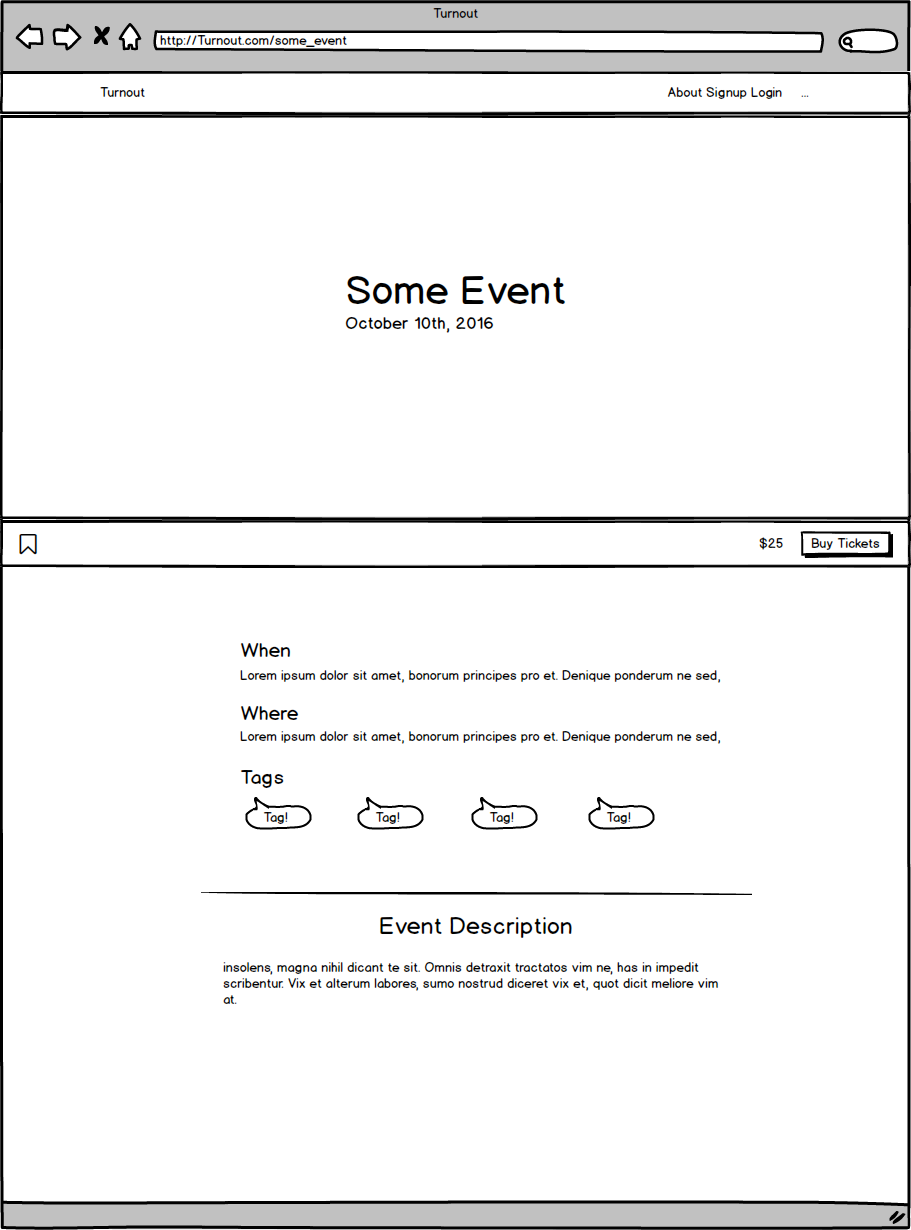 Turnout
http://Turnout.com/some_event
Turnout
About Signup Login ...
Some Event
October 10th, 2016
$25
Buy Tickets
When
Lorem ipsum dolor sit amet, bonorum principes pro et. Denique ponderum ne sed,
Where
Lorem ipsum dolor sit amet, bonorum principes pro et. Denique ponderum ne sed,
Tags
Tag! Tag! Tag! Tag!
Event Description
insolens, magna nihil dicant te sit. Omnis detraxit tractatos vim ne, has in impedit
scribentur. Vix et alterum labores, sumo nostrud diceret vix et, quot dicit meliore vim
at.